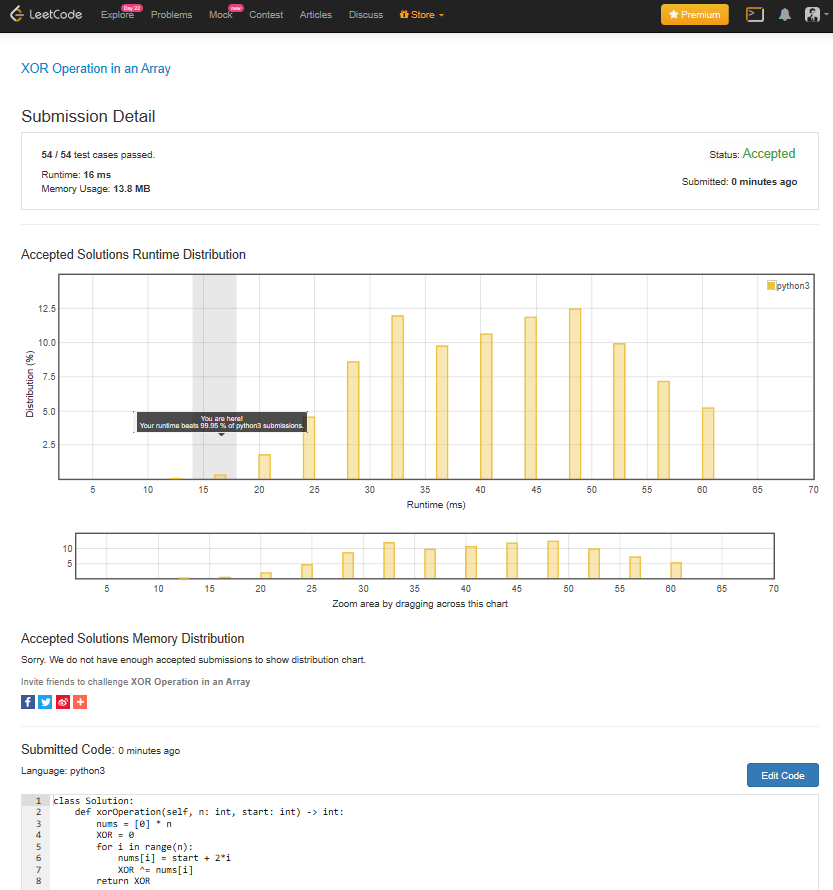 LeetCode Explore Day 22 Problems Mock new Contest Articles Discuss Store Premium
XOR Operation in an Array
Submission Detail
54 / 54 test cases passed.
Status: Accepted
Runtime: 16 ms
Memory Usage: 13.8 MB
Submitted: 0 minutes ago
Accepted Solutions Runtime Distribution
python3
12.5
10.0
7.5
5.0
2.5
Distribution (%)
You are here!
Your runtime beats 99.95 % of python3 submissions.
5 10 15 20 25 30 35 40 45 50 55 60 65 70
Runtime (ms)
10
5
5 10 15 20 25 30 35 40 45 50 55 60 65 70
Zoom area by dragging across this chart
Accepted Solutions Memory Distribution
Sorry. We do not have enough accepted submissions to show distribution chart.
Invite friends to challenge XOR Operation in an Array
Submitted Code: 0 minutes ago
Language: python3
Edit Code
1 class Solution:
2     def xorOperation(self, n: int, start: int) -> int:
3         nums = [0] * n
4         XOR = 0
5         for i in range(n):
6             nums[i] = start + 2*i
7             XOR ^= nums[i]
8         return XOR